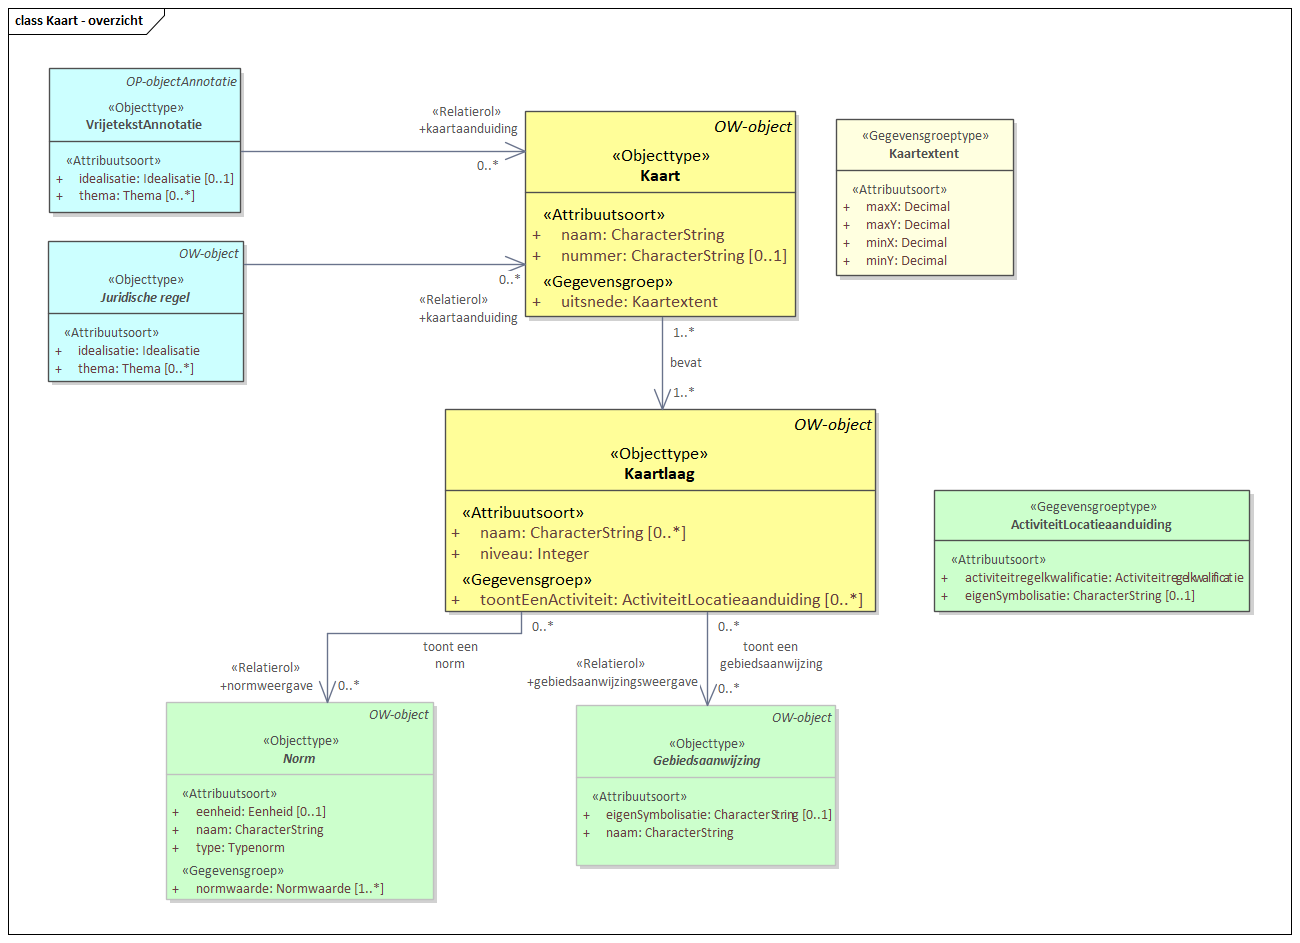 class Kaart - overzicht
OP-objectAnnotatie
«Objecttype»
VrijetekstAnnotatie
«Attribuutsoort»
+ idealisatie: Idealisatie [0..1]
+ thema: Thema [0..*]
«Relatierol»
+kaartaanduiding
0..*
OW-object
«Objecttype»
Kaart
«Attribuutsoort»
+ naam: CharacterString
+ nummer: CharacterString [0..1]
«Gegevensgroep»
+ uitsnede: Kaartextent
«Gegevensgroeptype»
Kaartextent
«Attribuutsoort»
+ maxX: Decimal
+ maxY: Decimal
+ minX: Decimal
+ minY: Decimal
OW-object
«Objecttype»
Juridische regel
«Attribuutsoort»
+ idealisatie: Idealisatie
+ thema: Thema [0..*]
0..*
«Relatierol»
+kaartaanduiding
1..*
bevat
1..*
OW-object
«Objecttype»
Kaartlaag
«Attribuutsoort»
+ naam: CharacterString [0..*]
+ niveau: Integer
«Gegevensgroep»
+ toontEenActiviteit: ActiviteitLocatieaanduiding [0..*]
«Gegevensgroeptype»
ActiviteitLocatieaanduiding
«Attribuutsoort»
+ activiteitregelkwalificatie: Activiteitregelkwalificatie
+ eigenSymbolisatie: CharacterString [0..1]
0..*
toont een
norm
«Relatierol»
+normweergave
0..*
0..*
toont een
gebiedsaanwijzing
«Relatierol»
+gebiedsaanwijzingsweergave
0..*
OW-object
«Objecttype»
Norm
«Attribuutsoort»
+ eenheid: Eenheid [0..1]
+ naam: CharacterString
+ type: Typenorm
«Gegevensgroep»
+ normwaarde: Normwaarde [1..*]
OW-object
«Objecttype»
Gebiedsaanwijzing
«Attribuutsoort»
+ eigenSymbolisatie: CharacterString [0..1]
+ naam: CharacterString